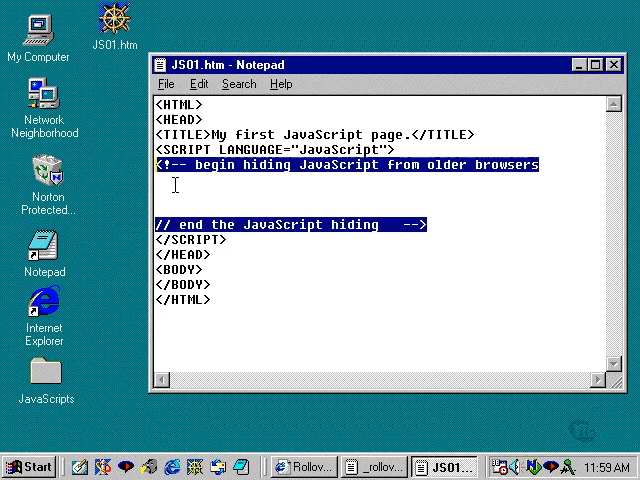 My Computer
JS01.htm
Network
Neighborhood
Norton
Protected...
Notepad
Internet
Explorer
JavaScripts
JS01.htm - Notepad
File Edit Search Help
<HTML>
<HEAD>
<TITLE>My first JavaScript page.</TITLE>
<SCRIPT LANGUAGE="JavaScript">
<!-- begin hiding JavaScript from older browsers
// end the JavaScript hiding   -->
</SCRIPT>
</HEAD>
<BODY>
</BODY>
</HTML>
Start
Rollov...
_rollov...
JS01...
11:59 AM